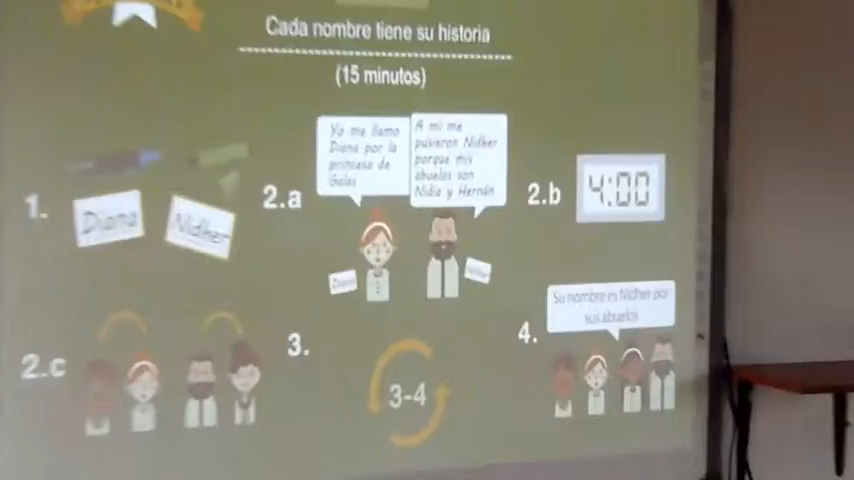 Cada nombre tiene su historia
(15 minutos)
1.
Diana
Nidher
2.a
Yo me llamo
Diana por la
princesa de
Gales
A mi me
pusieron Nidher
porque mis
abuelos son
Nidia y Hernán
Diana
Nidher
2.b
4:00
2.c
3.
3-4
4.
Su nombre es Nidher por
sus abuelos